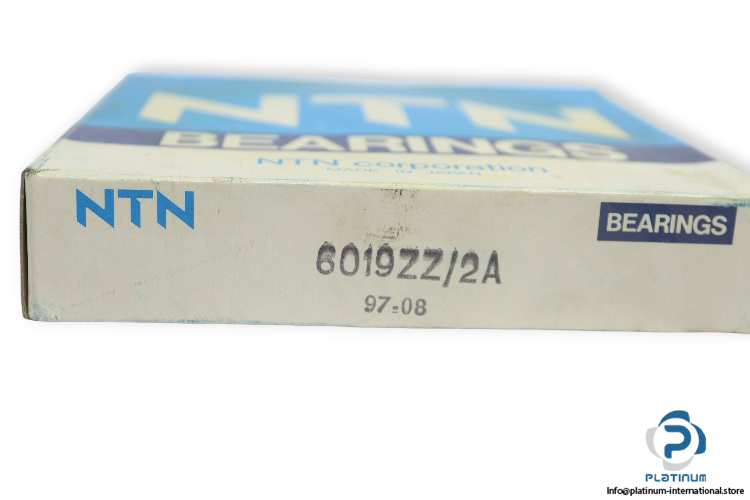 NTN
BEARINGS
NTN corporation
MADE IN JAPAN
NTN
BEARINGS
6019ZZ/2A
97-08
PLATINUM
Info@platinum-international.store